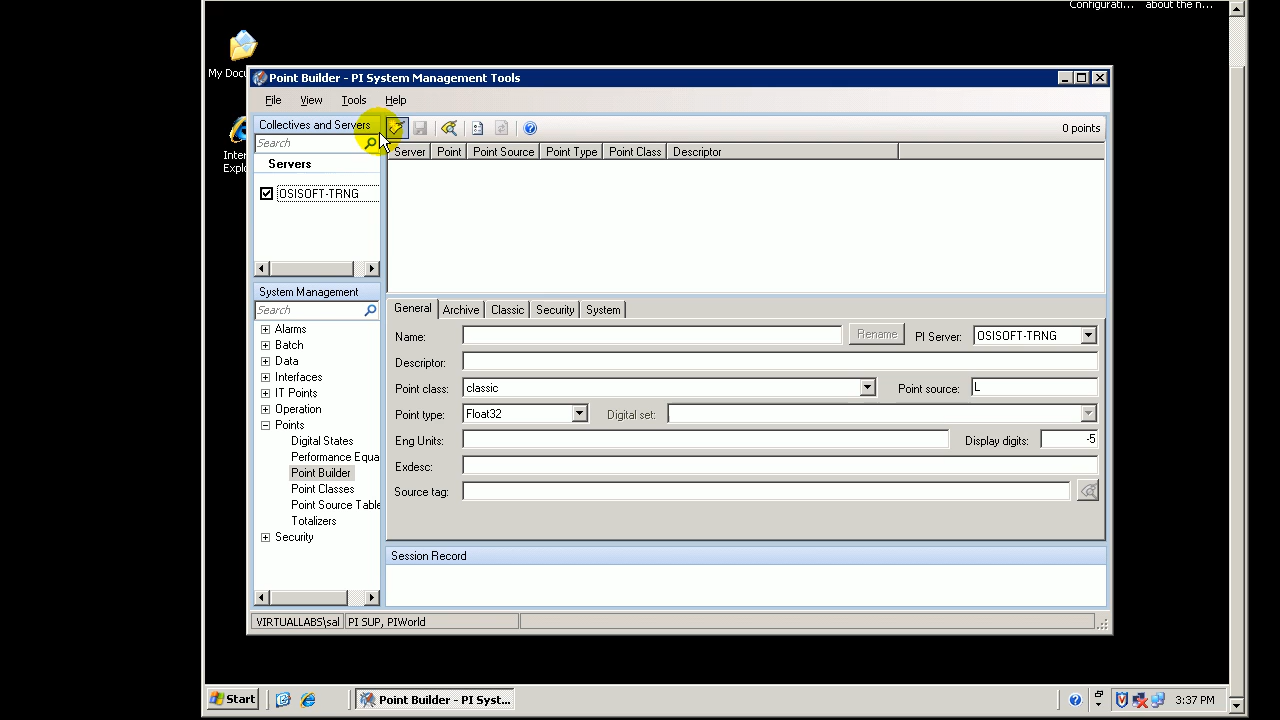 Configurati... about the n...
My Docu
Point Builder - PI System Management Tools
File View Tools Help
Collectives and Servers
0 points
Search
Server Point Point Source Point Type Point Class Descriptor
Inter
Explo
Servers
OSISOFT-TRNG
System Management
Search
Alarms
Batch
Data
Interfaces
IT Points
Operation
Points
Digital States
Performance Equa
Point Builder
Point Classes
Point Source Table
Totalizers
Security
General Archive Classic Security System
Name: Rename PI Server: OSISOFT-TRNG
Descriptor:
Point class: classic Point source: L
Point type: Float32 Digital set:
Eng Units: Display digits: -5
Exdesc:
Source tag:
Session Record
VIRTUALLABS\sal PI SUP, PIWorld
Start Point Builder - PI Syst... 3:37 PM